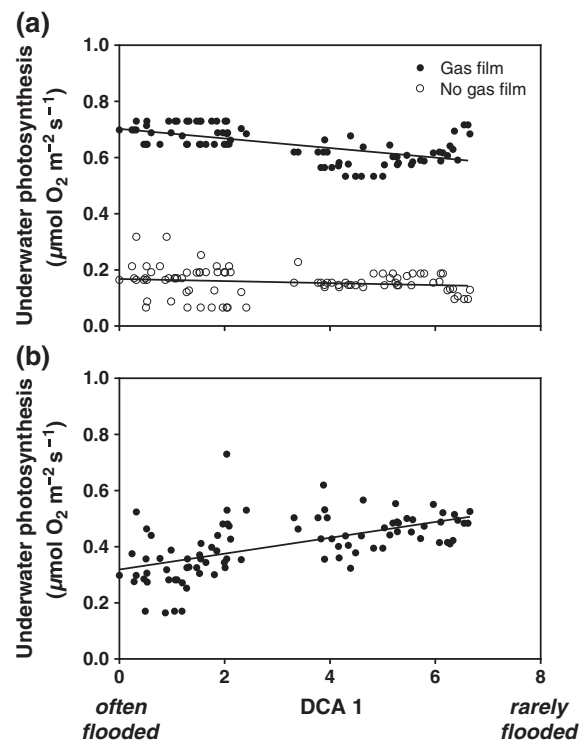 (a)
Underwater photosynthesis
(µmol O₂ m⁻² s⁻¹)
1.0
0.8
0.6
0.4
0.2
0.0
Gas film
No gas film
(b)
Underwater photosynthesis
(µmol O₂ m⁻² s⁻¹)
1.0
0.8
0.6
0.4
0.2
0.0
0
2
4
6
8
often
flooded
DCA 1
rarely
flooded